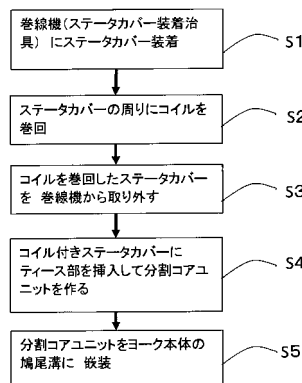 巻線機(ステータカバー装着治
具) にステータカバー装着
S1
ステータカバーの周りにコイルを
巻回
S2
コイルを巻回したステータカバー
を 巻線機から取り外す
S3
コイル付きステータカバーに
ティース部を挿入して分割コアユ
ニットを作る
S4
分割コアユニットをヨーク本体の
鳩尾溝に 嵌装
S5